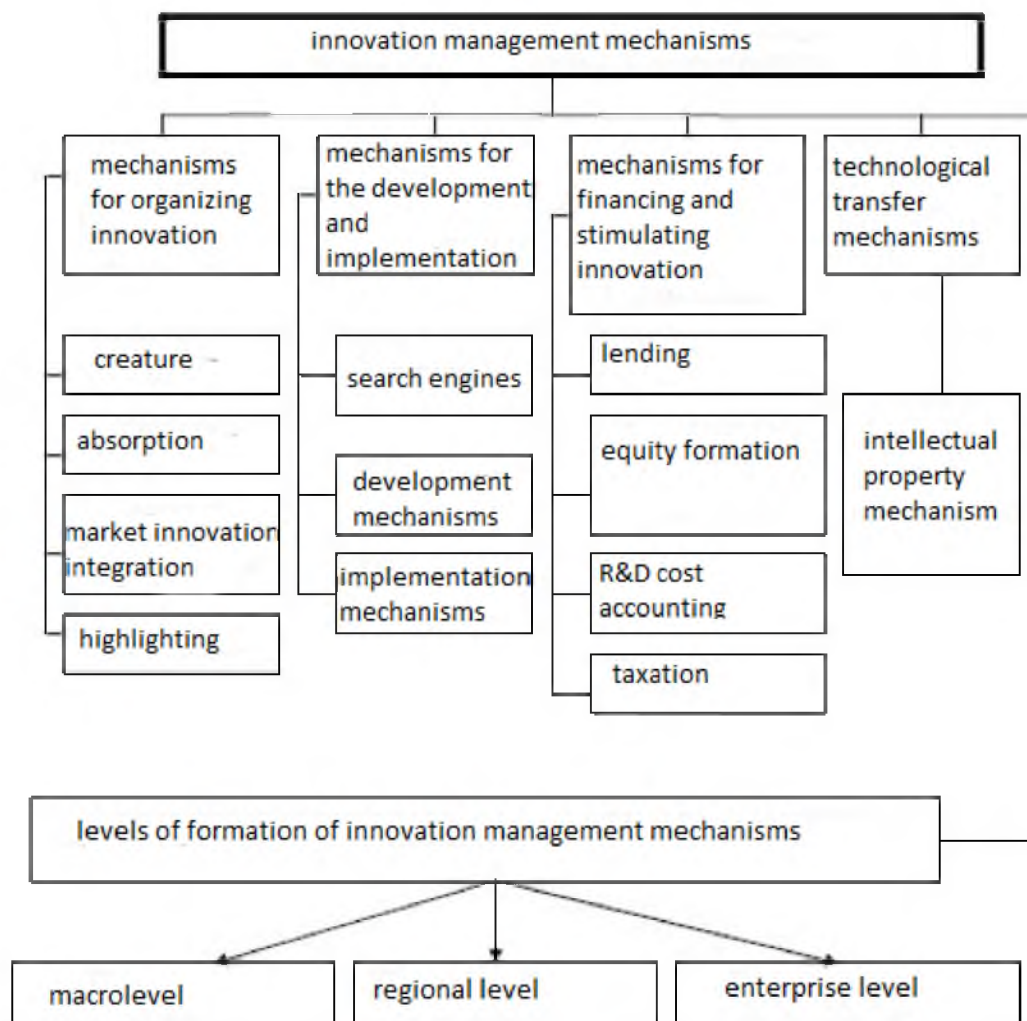 innovation management mechanisms
mechanisms
for organizing
innovation
mechanisms for
the development
and
implementation
mechanisms for
financing and
stimulating
innovation
technological
transfer
mechanisms
creature
absorption
market innovation
integration
highlighting
search engines
development
mechanisms
implementation
mechanisms
lending
equity formation
R&D cost
accounting
taxation
intellectual
property
mechanism
levels of formation of innovation management mechanisms
macrolevel
regional level
enterprise level